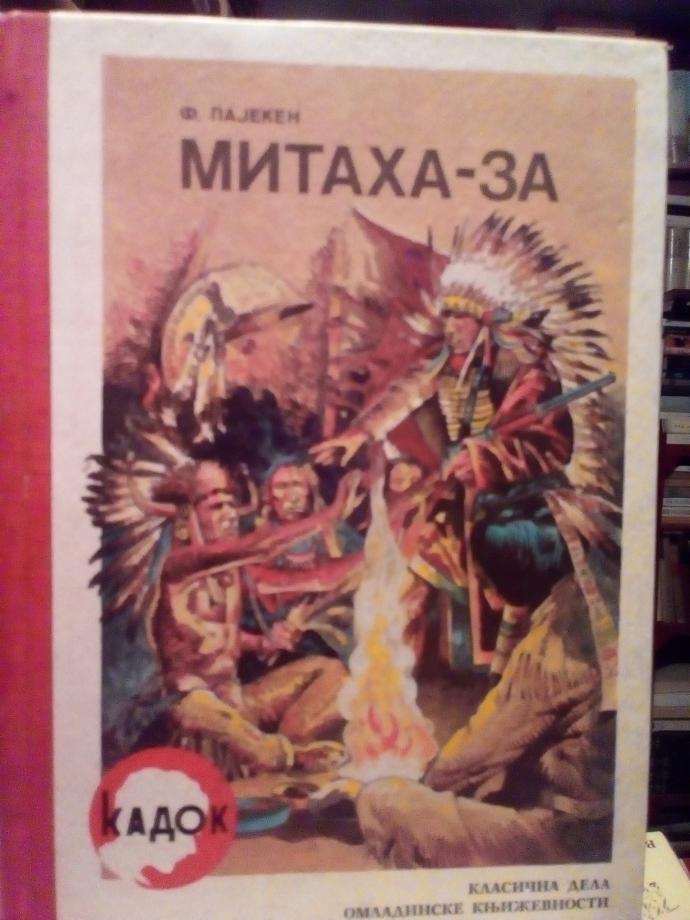 Ф. ПАЈЕКЕН
МИТАХА-ЗА
КАДОК
КЛАСИЧНА ДЕЛА
ОМЛАДИНСКЕ КЊИЖЕВНОСТИ